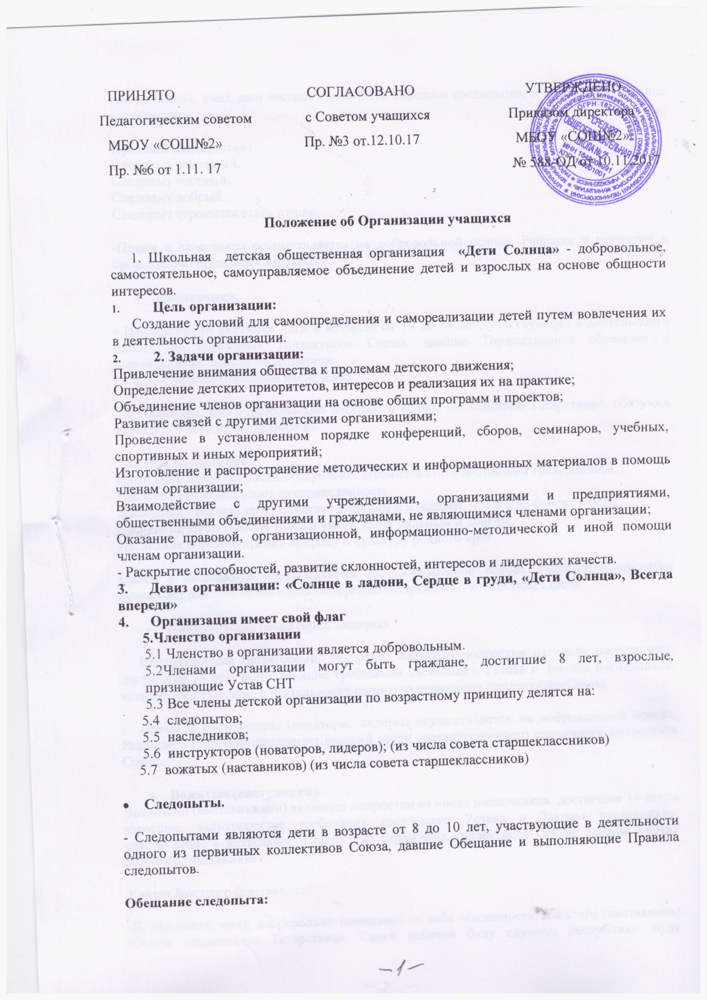 ПРИНЯТО СОГЛАСОВАНО УТВЕРЖДЕНО
Педагогическим советом с Советом учащихся Приказом директора
МБОУ «СОШ№2» Пр. №3 от.12.10.17 МБОУ «СОШ№2»
Пр. №6 от 1.11. 17 № 588-ОД от 10.11.2017
"СРЕДНЯЯ
ОБЩЕОБРАЗОВАТЕЛЬНАЯ
ШКОЛА № 2"
Положение об Организации учащихся
1. Школьная детская общественная организация «Дети Солнца» - добровольное,
самостоятельное, самоуправляемое объединение детей и взрослых на основе общности
интересов.
1. Цель организации:
Создание условий для самоопределения и самореализации детей путем вовлечения их
в деятельность организации.
2. 2. Задачи организации:
Привлечение внимания общества к пролемам детского движения;
Определение детских приоритетов, интересов и реализация их на практике;
Объединение членов организации на основе общих программ и проектов;
Развитие связей с другими детскими организациями;
Проведение в установленном порядке конференций, сборов, семинаров, учебных,
спортивных и иных мероприятий;
Изготовление и распространение методических и информационных материалов в помощь
членам организации;
Взаимодействие с другими учреждениями, организациями и предприятиями,
общественными объединениями и гражданами, не являющимися членами организации;
Оказание правовой, организационной, информационно-методической и иной помощи
членам организации.
- Раскрытие способностей, развитие склонностей, интересов и лидерских качеств.
3. Девиз организации: «Солнце в ладони, Сердце в груди, «Дети Солнца», Всегда
впереди»
4. Организация имеет свой флаг
5.Членство организации
5.1 Членство в организации является добровольным.
5.2Членами организации могут быть граждане, достигшие 8 лет, взрослые,
признающие Устав СНТ
5.3 Все члены детской организации по возрастному принципу делятся на:
5.4 следопытов;
5.5 наследников;
5.6 инструкторов (новаторов, лидеров); (из числа совета старшеклассников)
5.7 вожатых (наставников) (из числа совета старшеклассников)
• Следопыты.
- Следопытами являются дети в возрасте от 8 до 10 лет, участвующие в деятельности
одного из первичных коллективов Союза, давшие Обещание и выполняющие Правила
следопытов.
Обещание следопыта:
-1-